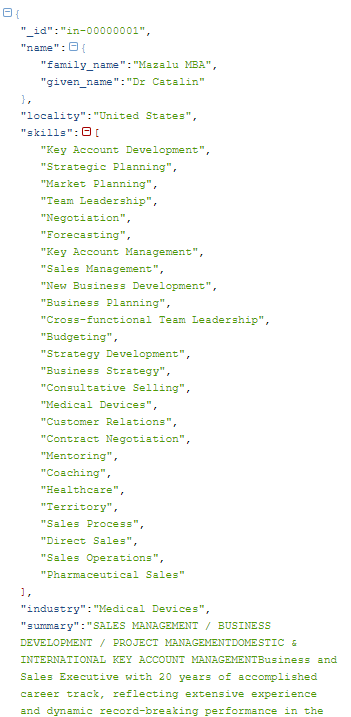 {
"_id":"in-00000001",
"name":{
"family_name":"Mazalu MBA",
"given_name":"Dr Catalin"
},
"locality":"United States",
"skills":[
"Key Account Development",
"Strategic Planning",
"Market Planning",
"Team Leadership",
"Negotiation",
"Forecasting",
"Key Account Management",
"Sales Management",
"New Business Development",
"Business Planning",
"Cross-functional Team Leadership",
"Budgeting",
"Strategy Development",
"Business Strategy",
"Consultative Selling",
"Medical Devices",
"Customer Relations",
"Contract Negotiation",
"Mentoring",
"Coaching",
"Healthcare",
"Territory",
"Sales Process",
"Direct Sales",
"Sales Operations",
"Pharmaceutical Sales"
],
"industry":"Medical Devices",
"summary":"SALES MANAGEMENT / BUSINESS
DEVELOPMENT / PROJECT MANAGEMENTDOMESTIC &
INTERNATIONAL KEY ACCOUNT MANAGEMENTBusiness and
Sales Executive with 20 years of accomplished
career track, reflecting extensive experience
and dynamic record-breaking performance in the